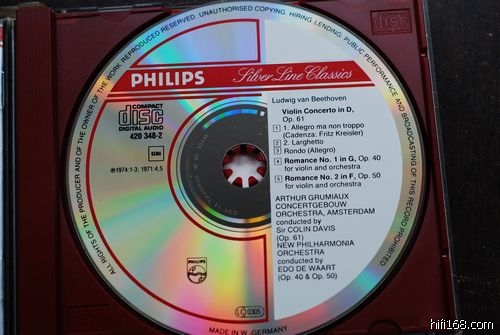 ALL RIGHTS OF THE PRODUCER AND OF THE OWNER OF THE WORK REPRODUCED RESERVED. UNAUTHORISED COPYING, HIRING, LENDING, PUBLIC PERFORMANCE AND BROADCASTING OF THIS RECORD PROHIBITED
PHILIPS
Silver Line Classics
COMPACT
disc
DIGITAL AUDIO
420 348-2
GEMA
℗1974:1-3; 1971:4,5
Ludwig van Beethoven
Violin Concerto in D,
Op. 61
1 1. Allegro ma non troppo
(Cadenza: Fritz Kreisler)
2 2. Larghetto
3 3. Rondo (Allegro)
4 Romance No. 1 in G, Op. 40
for violin and orchestra
5 Romance No. 2 in F, Op. 50
for violin and orchestra
ARTHUR GRUMIAUX
CONCERTGEBOUW
ORCHESTRA, AMSTERDAM
conducted by
Sir COLIN DAVIS
(Op. 61)
NEW PHILHARMONIA
ORCHESTRA
conducted by
EDO DE WAART
(Op. 40 & Op. 50)
PHILIPS
LC 0305
MADE IN W.-GERMANY
disc
hifi168.com